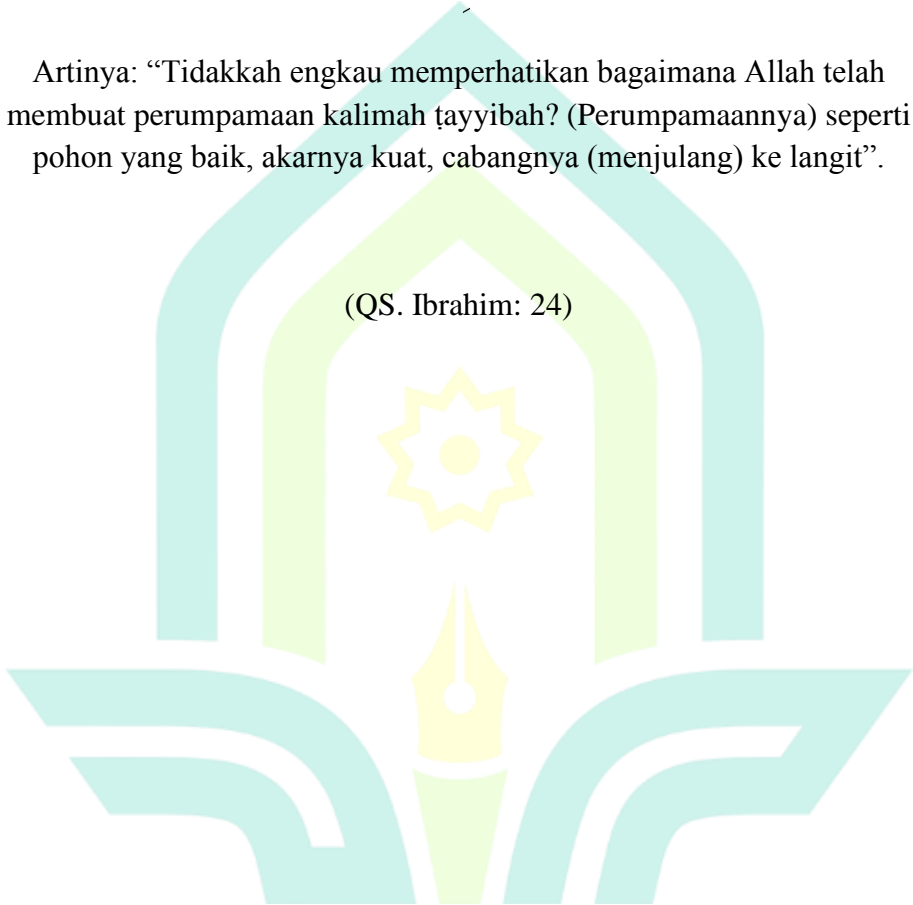 Artinya: “Tidakkah engkau memperhatikan bagaimana Allah telah
membuat perumpamaan kalimah ṭayyibah? (Perumpamaannya) seperti
pohon yang baik, akarnya kuat, cabangnya (menjulang) ke langit”.
(QS. Ibrahim: 24)